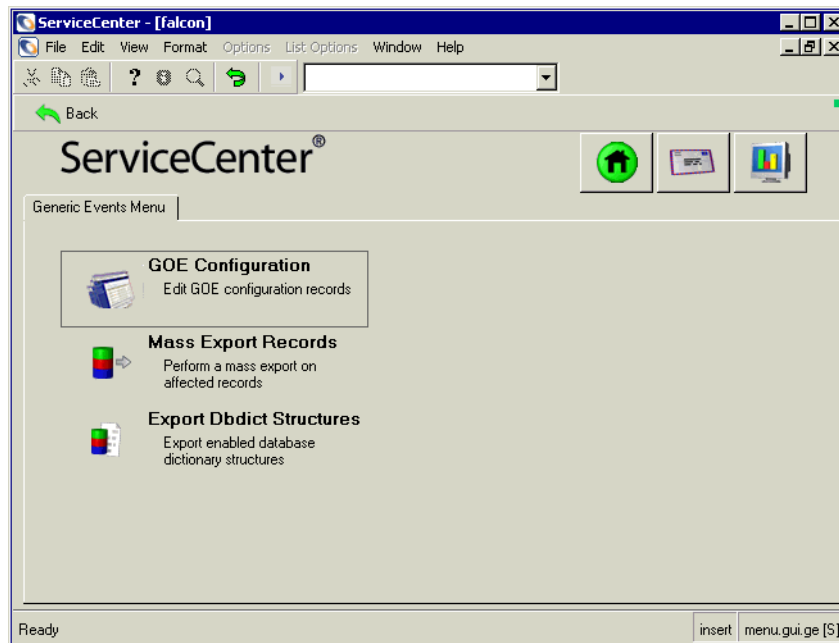 ServiceCenter - [falcon]
File Edit View Format Options List Options Window Help
Back
ServiceCenter®
Generic Events Menu
GOE Configuration
Edit GOE configuration records
Mass Export Records
Perform a mass export on
affected records
Export Dbdict Structures
Export enabled database
dictionary structures
Ready insert menu.gui.ge [S]